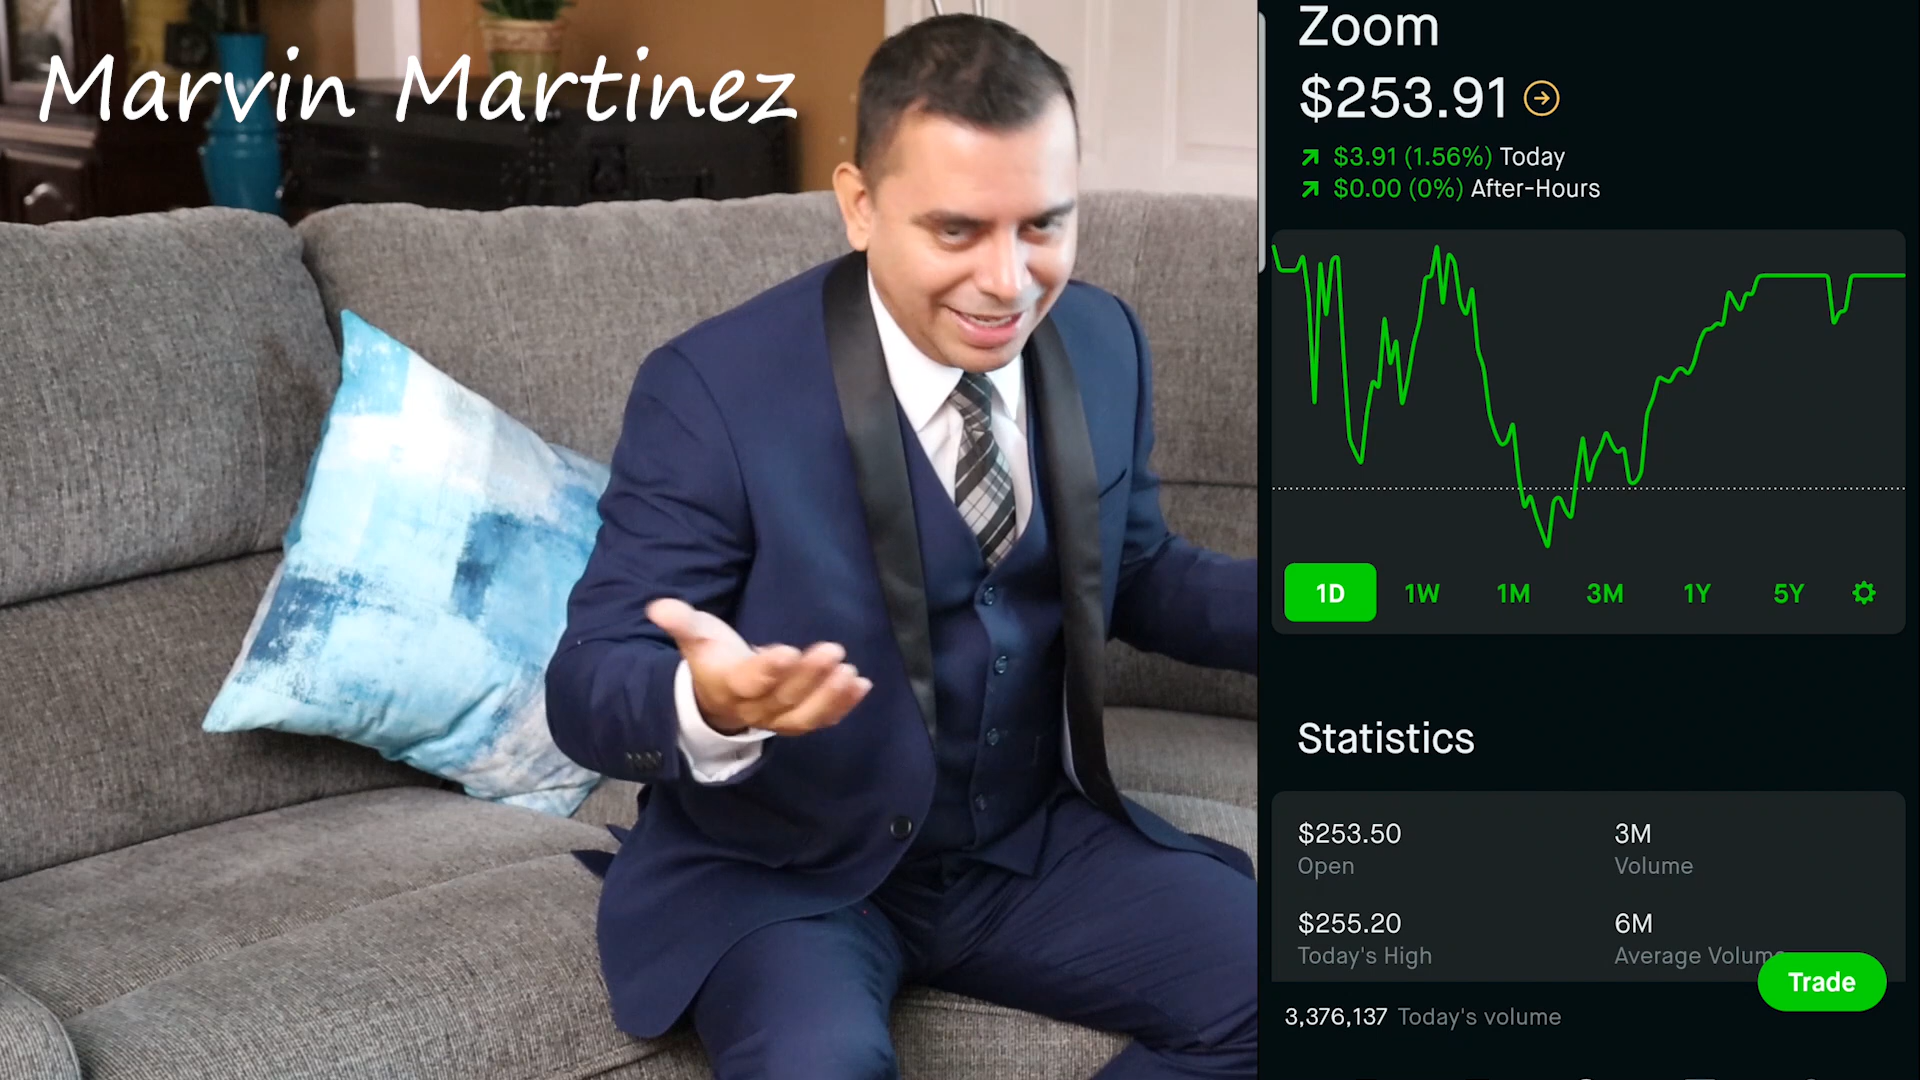 Marvin Martinez
Zoom
$253.91
$3.91 (1.56%) Today
$0.00 (0%) After-Hours
1D 1W 1M 3M 1Y 5Y
Statistics
$253.50 3M
Open Volume
$255.20 6M
Today's High Average Volume
Trade
3,376,137 Today's volume